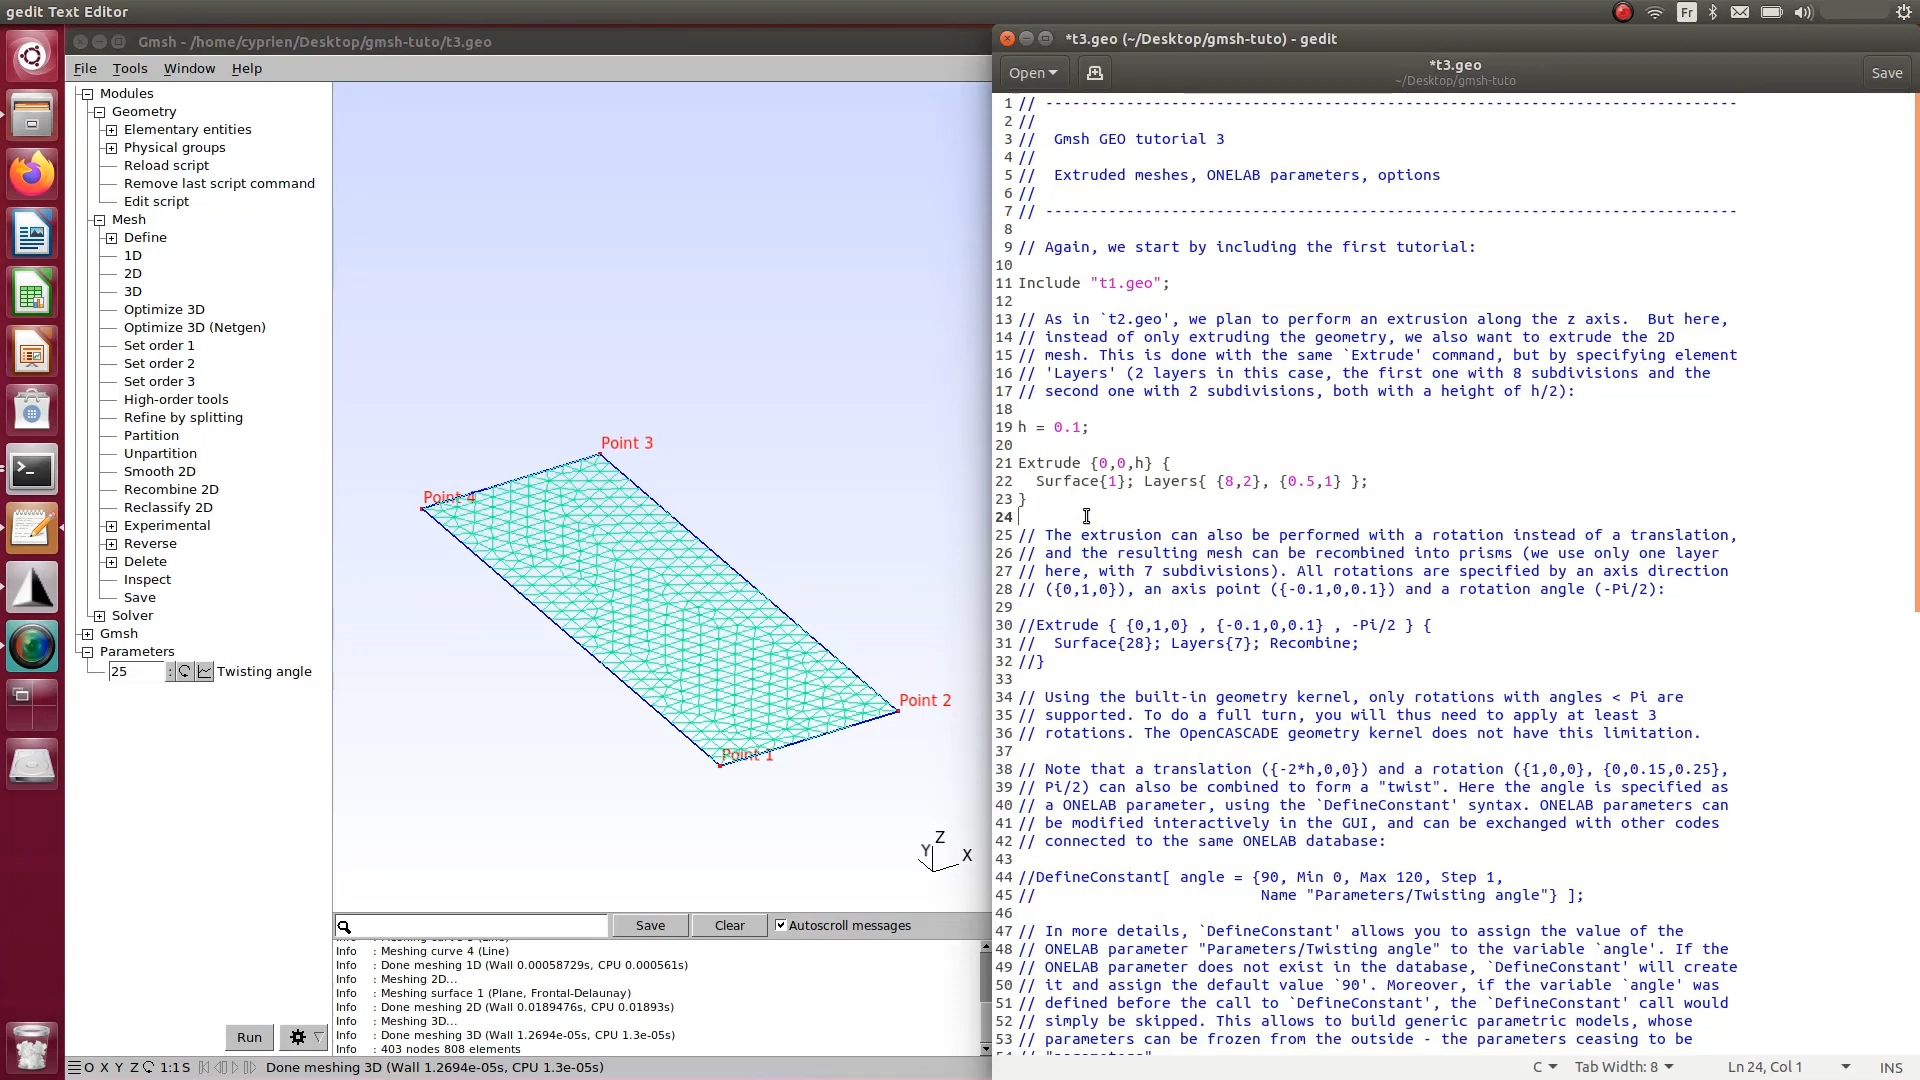 gedit Text Editor
Fr
Gmsh - /home/cyprien/Desktop/gmsh-tuto/t3.geo
File Tools Window Help
Modules
Geometry
Elementary entities
Physical groups
Reload script
Remove last script command
Edit script
Mesh
Define
1D
2D
3D
Optimize 3D
Optimize 3D (Netgen)
Set order 1
Set order 2
Set order 3
High-order tools
Refine by splitting
Partition
Unpartition
Smooth 2D
Recombine 2D
Reclassify 2D
Experimental
Reverse
Delete
Inspect
Save
Solver
Gmsh
Parameters
25 : Twisting angle
Run
Point 3
Point 4
Point 2
Point 1
Z
Y
X
Save Clear Autoscroll messages
Info : Meshing curve 4 (Line)
Info : Done meshing 1D (Wall 0.00058729s, CPU 0.000561s)
Info : Meshing 2D...
Info : Meshing surface 1 (Plane, Frontal-Delaunay)
Info : Done meshing 2D (Wall 0.0189476s, CPU 0.01893s)
Info : Meshing 3D...
Info : Done meshing 3D (Wall 1.2694e-05s, CPU 1.3e-05s)
Info : 403 nodes 808 elements
O X Y Z 1:1 S Done meshing 3D (Wall 1.2694e-05s, CPU 1.3e-05s)
*t3.geo (~/Desktop/gmsh-tuto) - gedit
Open *t3.geo Save
~/Desktop/gmsh-tuto
1 // -----------------------------------------------------------------------------
2 //
3 // Gmsh GEO tutorial 3
4 //
5 // Extruded meshes, ONELAB parameters, options
6 //
7 // -----------------------------------------------------------------------------
8
9 // Again, we start by including the first tutorial:
10
11 Include "t1.geo";
12
13 // As in `t2.geo', we plan to perform an extrusion along the z axis.  But here,
14 // instead of only extruding the geometry, we also want to extrude the 2D
15 // mesh. This is done with the same `Extrude' command, but by specifying element
16 // 'Layers' (2 layers in this case, the first one with 8 subdivisions and the
17 // second one with 2 subdivisions, both with a height of h/2):
18
19 h = 0.1;
20
21 Extrude {0,0,h} {
22   Surface{1}; Layers{ {8,2}, {0.5,1} };
23 }
24
25 // The extrusion can also be performed with a rotation instead of a translation,
26 // and the resulting mesh can be recombined into prisms (we use only one layer
27 // here, with 7 subdivisions). All rotations are specified by an axis direction
28 // ({0,1,0}), an axis point ({-0.1,0,0.1}) and a rotation angle (-Pi/2):
29
30 //Extrude { {0,1,0} , {-0.1,0,0.1} , -Pi/2 } {
31 //  Surface{28}; Layers{7}; Recombine;
32 //}
33
34 // Using the built-in geometry kernel, only rotations with angles < Pi are
35 // supported. To do a full turn, you will thus need to apply at least 3
36 // rotations. The OpenCASCADE geometry kernel does not have this limitation.
37
38 // Note that a translation ({-2*h,0,0}) and a rotation ({1,0,0}, {0,0.15,0.25},
39 // Pi/2) can also be combined to form a "twist". Here the angle is specified as
40 // a ONELAB parameter, using the `DefineConstant' syntax. ONELAB parameters can
41 // be modified interactively in the GUI, and can be exchanged with other codes
42 // connected to the same ONELAB database:
43
44 //DefineConstant[ angle = {90, Min 0, Max 120, Step 1,
45 //                         Name "Parameters/Twisting angle"} ];
46
47 // In more details, `DefineConstant' allows you to assign the value of the
48 // ONELAB parameter "Parameters/Twisting angle" to the variable `angle'. If the
49 // ONELAB parameter does not exist in the database, `DefineConstant' will create
50 // it and assign the default value `90'. Moreover, if the variable `angle' was
51 // defined before the call to `DefineConstant', the `DefineConstant' call would
52 // simply be skipped. This allows to build generic parametric models, whose
53 // parameters can be frozen from the outside - the parameters ceasing to be
C Tab Width: 8 Ln 24, Col 1 INS